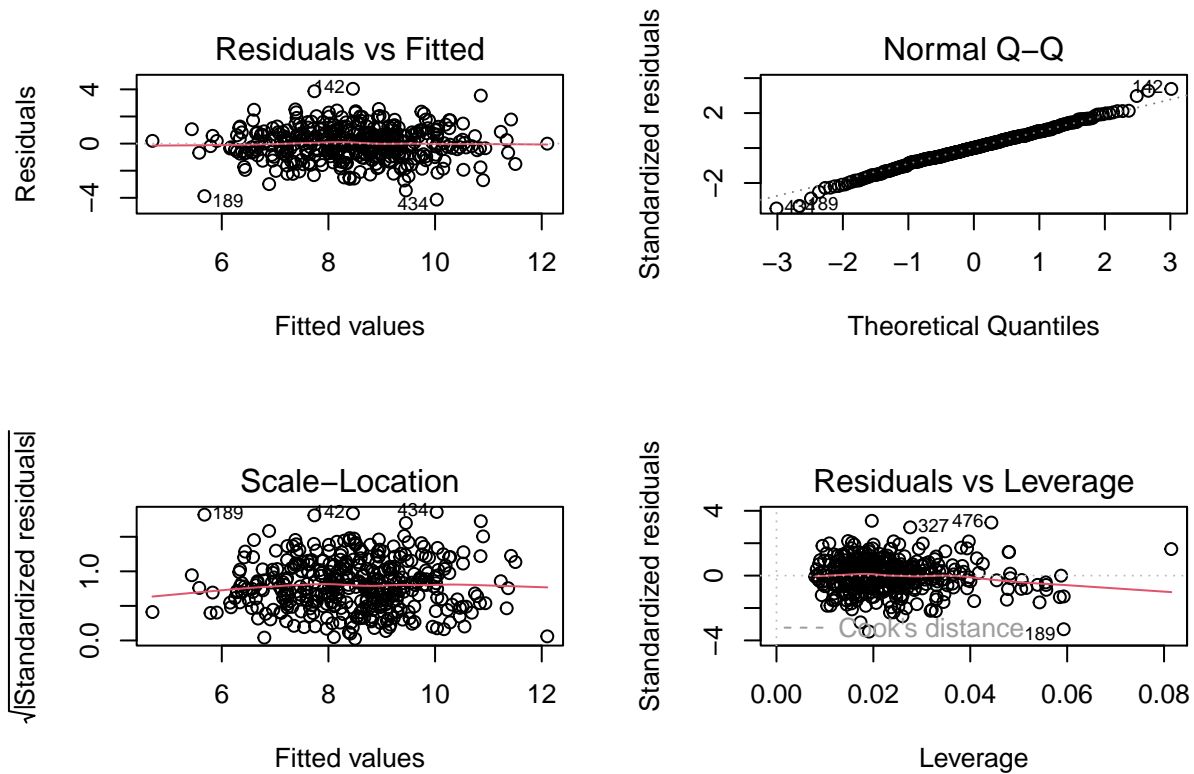 Residuals vs Fitted
Residuals
4
0
−4
142
189
434
6 8 10 12
Fitted values
Normal Q−Q
Standardized residuals
2
−2
142
434
189
−3 −2 −1 0 1 2 3
Theoretical Quantiles
Scale−Location
√|Standardized residuals|
1.0
0.0
189
142
434
6 8 10 12
Fitted values
Residuals vs Leverage
Standardized residuals
4
0
−4
327
476
Cook's distance
189
0.00 0.02 0.04 0.06 0.08
Leverage